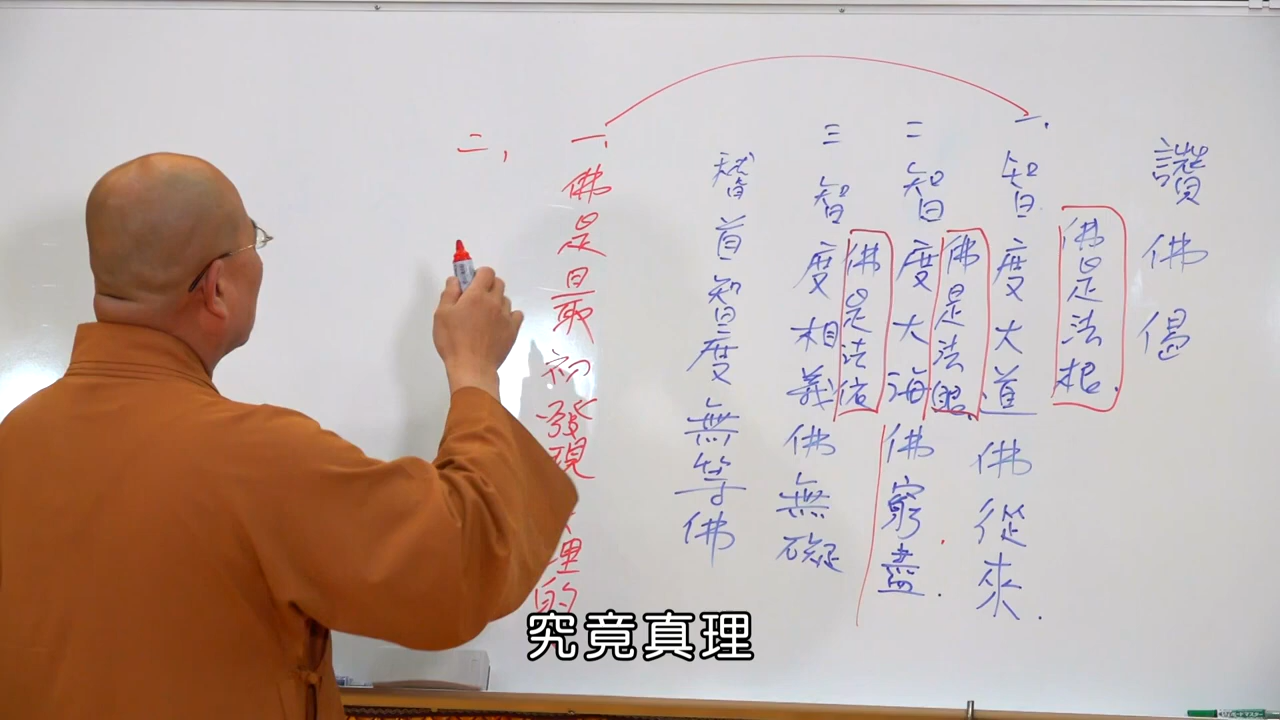 讚佛偈
佛是法根.
一、智度大道佛從來.
佛是法眼.
二 智度大海佛窮盡.
佛是法依
三 智度相義佛無礙
稽首智度無等佛
一、佛是最初發現 理的
二、
究竟真理